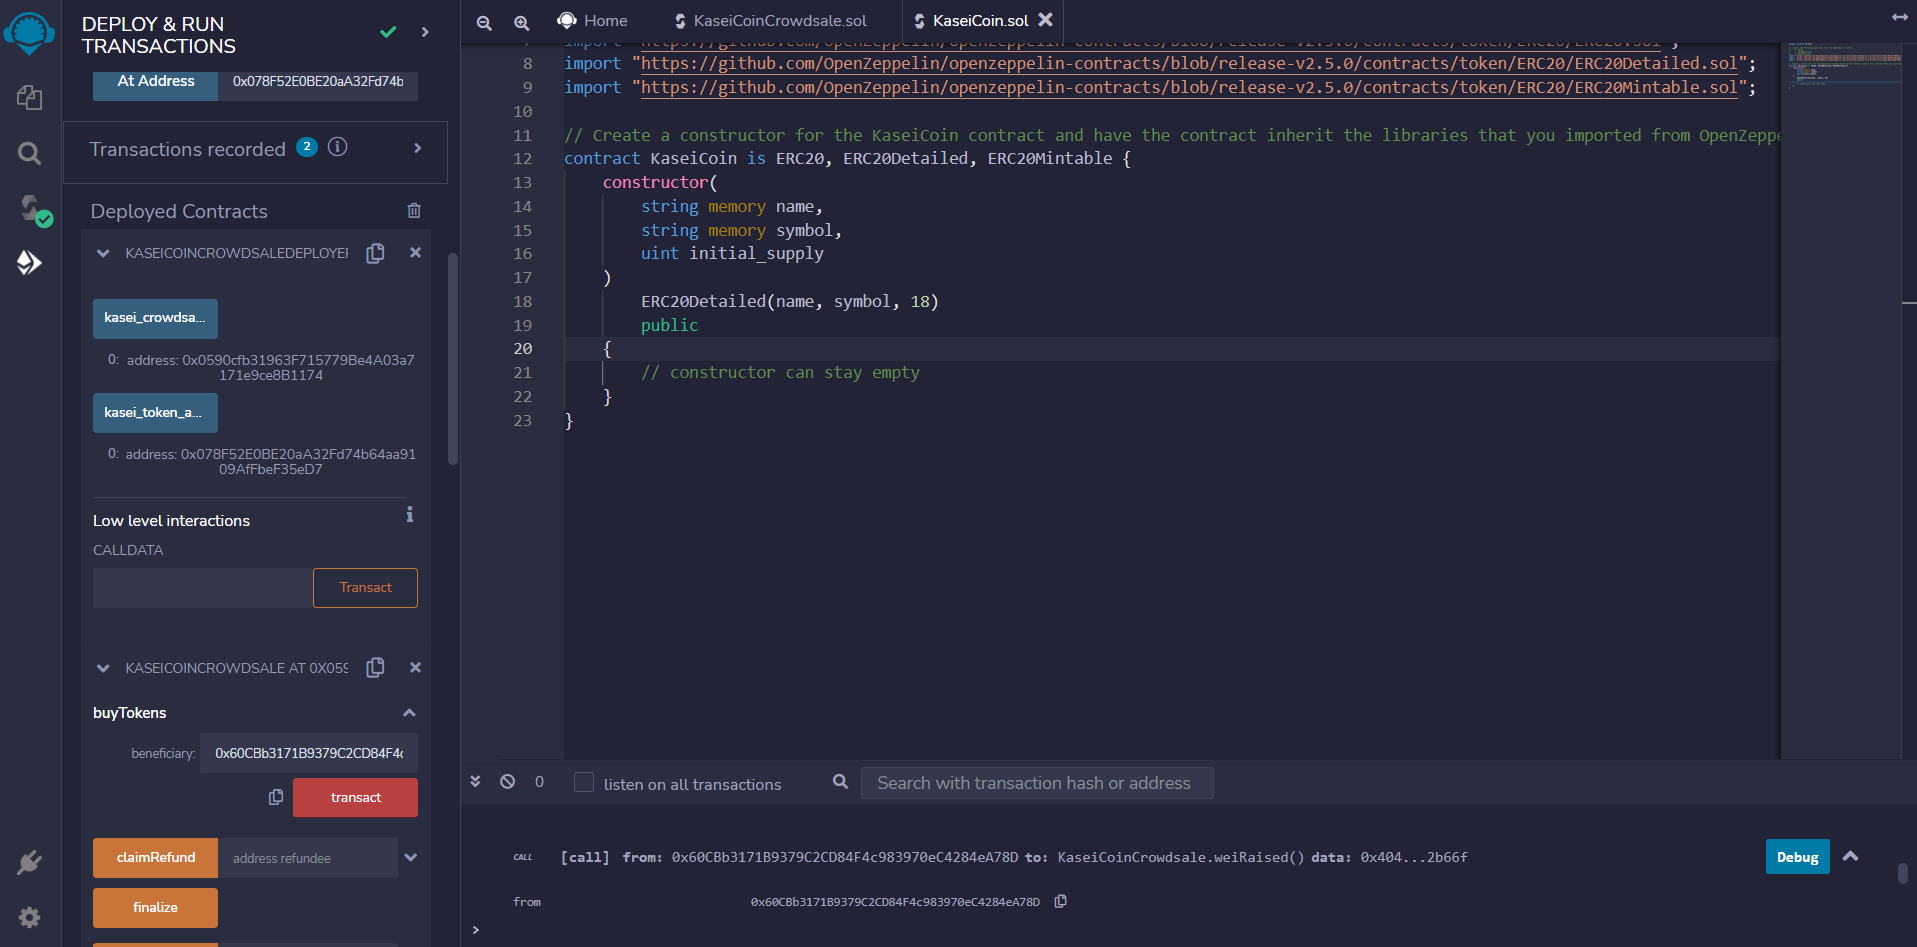 DEPLOY & RUN
TRANSACTIONS
At Address 0x078F52E0BE20aA32Fd74b
Transactions recorded 2
Deployed Contracts
KASEICOINCROWDSALEDEPLOYER
kasei_crowdsa...
0: address: 0x0590cfb31963F715779Be4A03a7
171e9ce8B1174
kasei_token_a...
0: address: 0x078F52E0BE20aA32Fd74b64aa91
09AfFbeF35eD7
Low level interactions
CALLDATA
Transact
KASEICOINCROWDSALE AT 0X059
buyTokens
beneficiary: 0x60CBb3171B9379C2CD84F4c
transact
claimRefund address refundee
finalize
Home KaseiCoinCrowdsale.sol KaseiCoin.sol
7 import "https://github.com/OpenZeppelin/openzeppelin-contracts/blob/release-v2.5.0/contracts/token/ERC20/ERC20.sol";
8 import "https://github.com/OpenZeppelin/openzeppelin-contracts/blob/release-v2.5.0/contracts/token/ERC20/ERC20Detailed.sol";
9 import "https://github.com/OpenZeppelin/openzeppelin-contracts/blob/release-v2.5.0/contracts/token/ERC20/ERC20Mintable.sol";
10
11 // Create a constructor for the KaseiCoin contract and have the contract inherit the libraries that you imported from OpenZeppe
12 contract KaseiCoin is ERC20, ERC20Detailed, ERC20Mintable {
13 constructor(
14 string memory name,
15 string memory symbol,
16 uint initial_supply
17 )
18 ERC20Detailed(name, symbol, 18)
19 public
20 {
21 // constructor can stay empty
22 }
23 }
0 listen on all transactions Search with transaction hash or address
CALL [call] from: 0x60CBb3171B9379C2CD84F4c983970eC4284eA78D to: KaseiCoinCrowdsale.weiRaised() data: 0x404...2b66f Debug
from 0x60CBb3171B9379C2CD84F4c983970eC4284eA78D
>